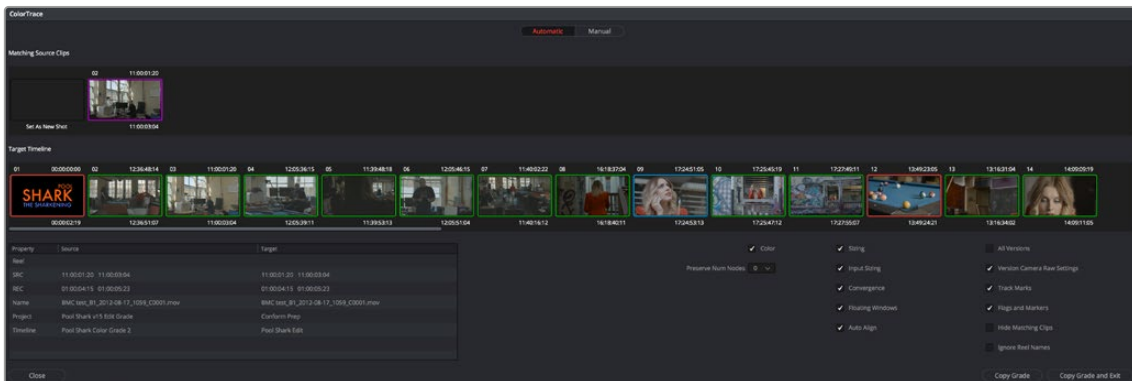 ColorTrace
Automatic Manual
Matching Source Clips
02 11:00:01:20
Set As New Shot 11:00:03:04
Target Timeline
01 00:00:00:00 02 12:36:48:14 03 11:00:01:20 04 12:05:36:15 05 11:39:48:18 06 12:05:46:15 07 11:40:02:22 08 16:18:37:04 09 17:24:51:05 10 17:25:45:19 11 17:27:49:11 12 13:49:23:05 13 13:16:31:04 14 14:09:09:19
POOL
SHARK
THE SHARKENING
00:00:02:19 12:36:51:07 11:00:03:04 12:05:39:11 11:39:53:13 12:05:51:04 11:40:16:12 16:18:40:11 17:24:53:13 17:25:47:12 17:27:55:07 13:49:24:21 13:16:34:02 14:09:11:05
Property Source Target
Reel
SRC 11:00:01:20 11:00:03:04 11:00:01:20 11:00:03:04
REC 01:00:04:15 01:00:05:23 01:00:04:15 01:00:05:23
Name BMC test_B1_2012-08-17_1059_C0001.mov BMC test_B1_2012-08-17_1059_C0001.mov
Project Pool Shark v15 Edit Grade Conform Prep
Timeline Pool Shark Color Grade 2 Pool Shark Edit
Color Sizing All Versions
Preserve Num Nodes 0 Input Sizing Version Camera Raw Settings
Convergence Track Marks
Floating Windows Flags and Markers
Auto Align Hide Matching Clips
Ignore Reel Names
Close Copy Grade Copy Grade and Exit